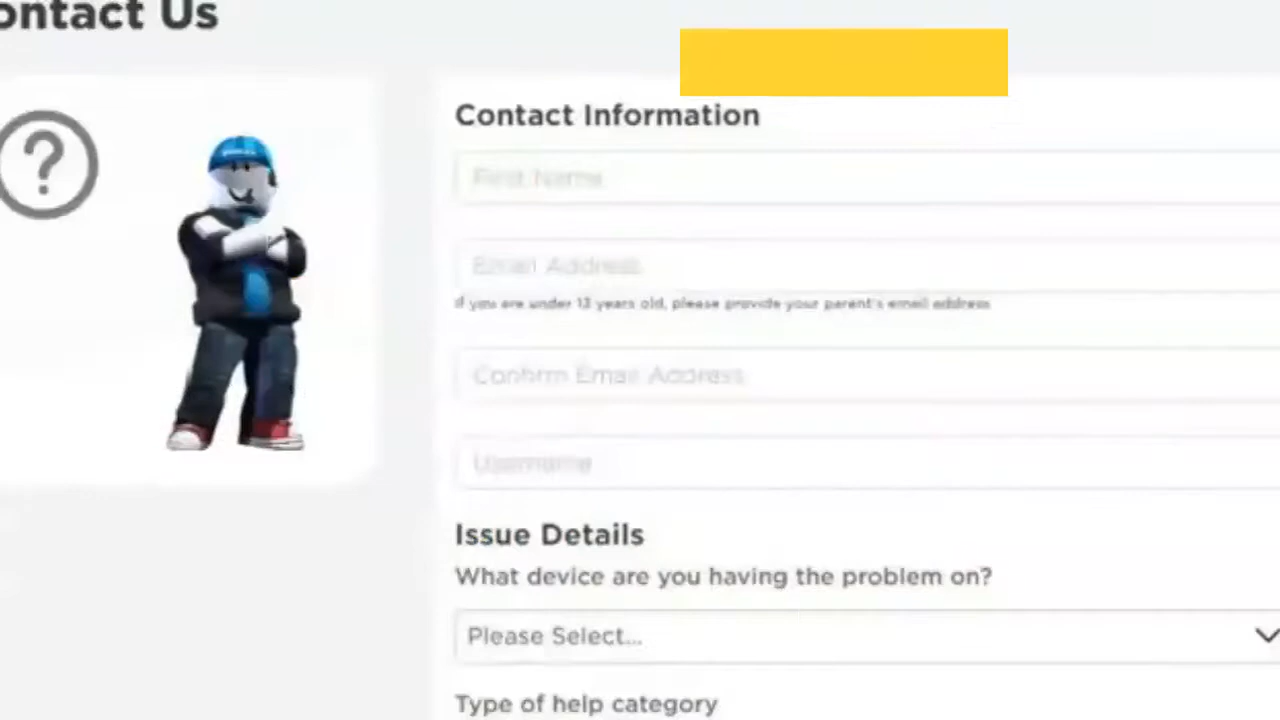 ontact Us
?
Contact Information
First Name
Email Address
If you are under 13 years old, please provide your parent's email address
Confirm Email Address
Username
Issue Details
What device are you having the problem on?
Please Select...
Type of help category